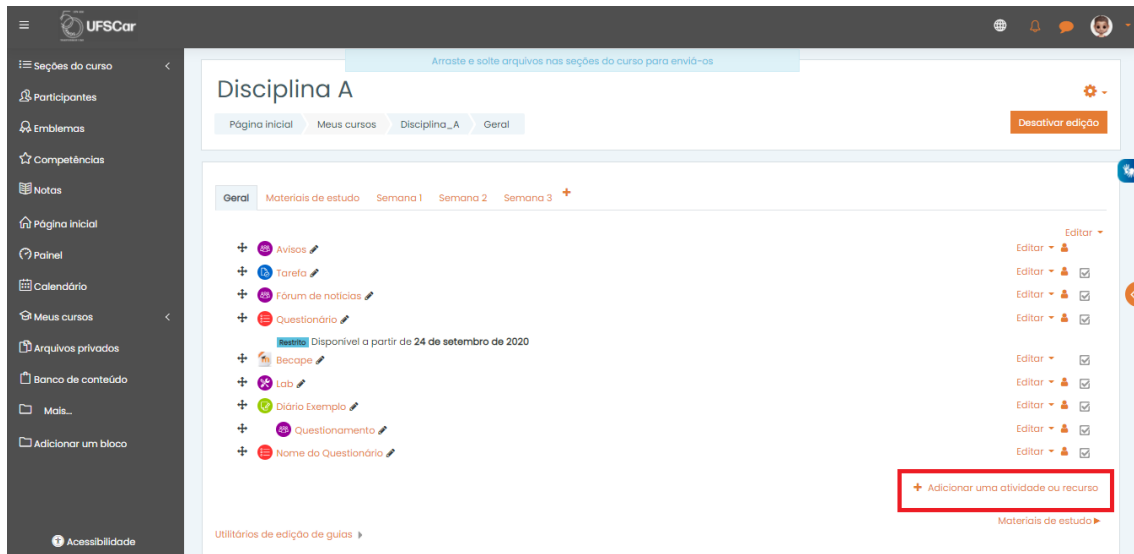 UFSCar
Seções do curso
Participantes
Emblemas
Competências
Notas
Página inicial
Painel
Calendário
Meus cursos
Arquivos privados
Banco de conteúdo
Mais...
Adicionar um bloco
Acessibilidade
Arraste e solte arquivos nas seções do curso para enviá-os
Disciplina A
Página inicial Meus cursos Disciplina_A Geral
Desativar edição
Geral Materiais de estudo Semana 1 Semana 2 Semana 3 +
Editar
Avisos Editar
Tarefa Editar
Fórum de notícias Editar
Questionário Editar
Restrito Disponível a partir de 24 de setembro de 2020
Becape Editar
Lab Editar
Diário Exemplo Editar
Questionamento Editar
Nome do Questionário Editar
+ Adicionar uma atividade ou recurso
Materiais de estudo
Utilitários de edição de guias